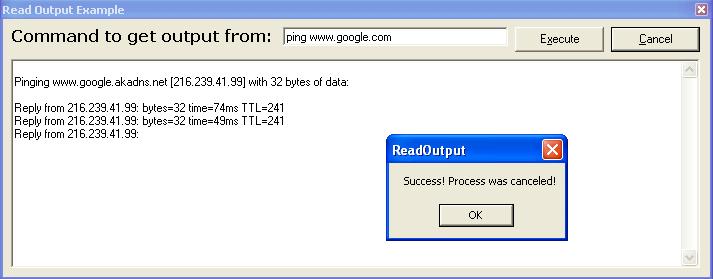 Read Output Example
Command to get output from: ping www.google.com Execute Cancel
Pinging www.google.akadns.net [216.239.41.99] with 32 bytes of data:
Reply from 216.239.41.99: bytes=32 time=74ms TTL=241
Reply from 216.239.41.99: bytes=32 time=49ms TTL=241
Reply from 216.239.41.99:
ReadOutput
Success! Process was canceled!
OK